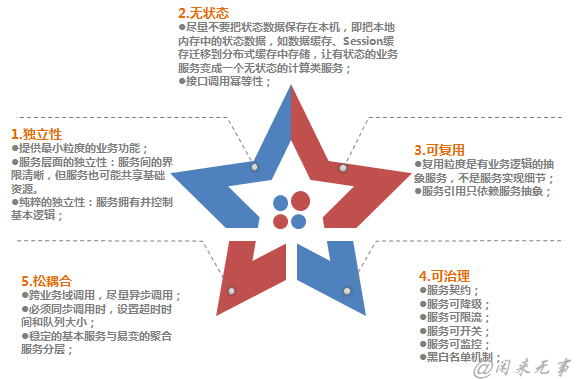 2.无状态
●尽量不要把状态数据保存在本机，即把本地
内存中的状态数据，如数据缓存、Session缓
存迁移到分布式缓存中存储，让有状态的业务
服务变成一个无状态的计算类服务；
●接口调用幂等性；
1.独立性
●提供是小粒度的业务功能；
●服务层面的独立性：服务间的界
限清晰，但服务也可能共享基础
资源。
●纯粹的独立性：服务拥有并控制
基本逻辑；
3.可复用
●复用粒度是有业务逻辑的抽
象服务，不是服务实现细节；
●服务引用只依赖服务抽象；
5.松耦合
●跨业务域调用，尽量异步调用；
●必须同步调用时，设置超时时
间和队列大小；
●稳定的基本服务与易变的聚合
服务分层；
4.可治理
●服务契约；
●服务可降级；
●服务可限流；
●服务可开关；
●服务可监控；
●黑白名单机制；
@闲来无事